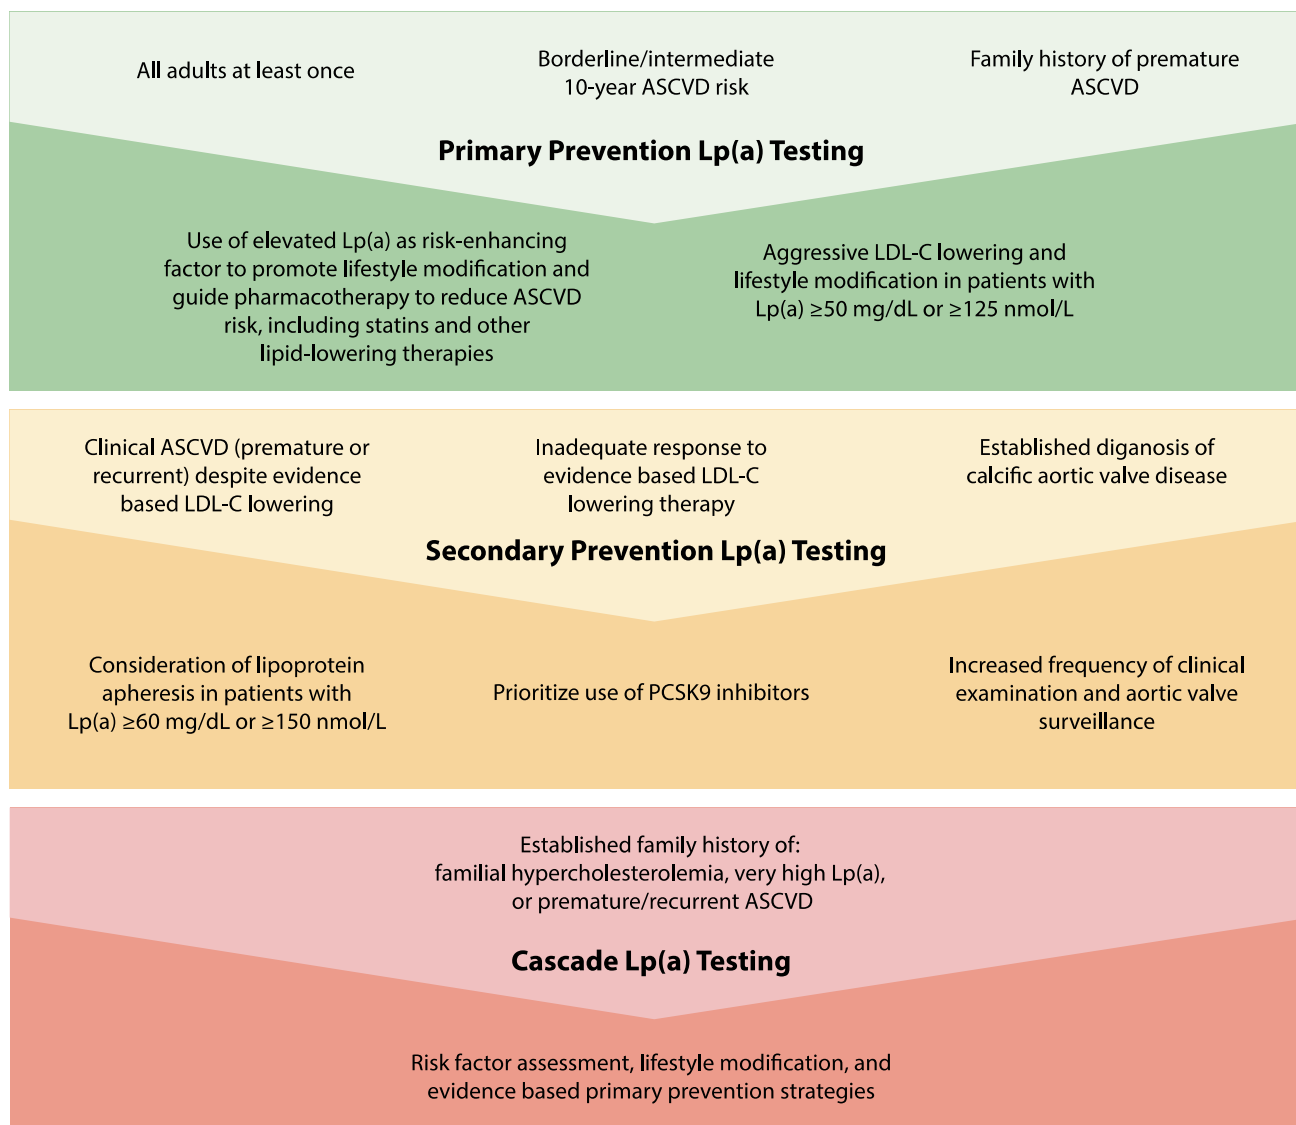 All adults at least once
Borderline/intermediate
10-year ASCVD risk
Family history of premature
ASCVD
Primary Prevention Lp(a) Testing
Use of elevated Lp(a) as risk-enhancing
factor to promote lifestyle modification and
guide pharmacotherapy to reduce ASCVD
risk, including statins and other
lipid-lowering therapies
Aggressive LDL-C lowering and
lifestyle modification in patients with
Lp(a) ≥50 mg/dL or ≥125 nmol/L
Clinical ASCVD (premature or
recurrent) despite evidence
based LDL-C lowering
Inadequate response to
evidence based LDL-C
lowering therapy
Established diganosis of
calcific aortic valve disease
Secondary Prevention Lp(a) Testing
Consideration of lipoprotein
apheresis in patients with
Lp(a) ≥60 mg/dL or ≥150 nmol/L
Prioritize use of PCSK9 inhibitors
Increased frequency of clinical
examination and aortic valve
surveillance
Established family history of:
familial hypercholesterolemia, very high Lp(a),
or premature/recurrent ASCVD
Cascade Lp(a) Testing
Risk factor assessment, lifestyle modification, and
evidence based primary prevention strategies